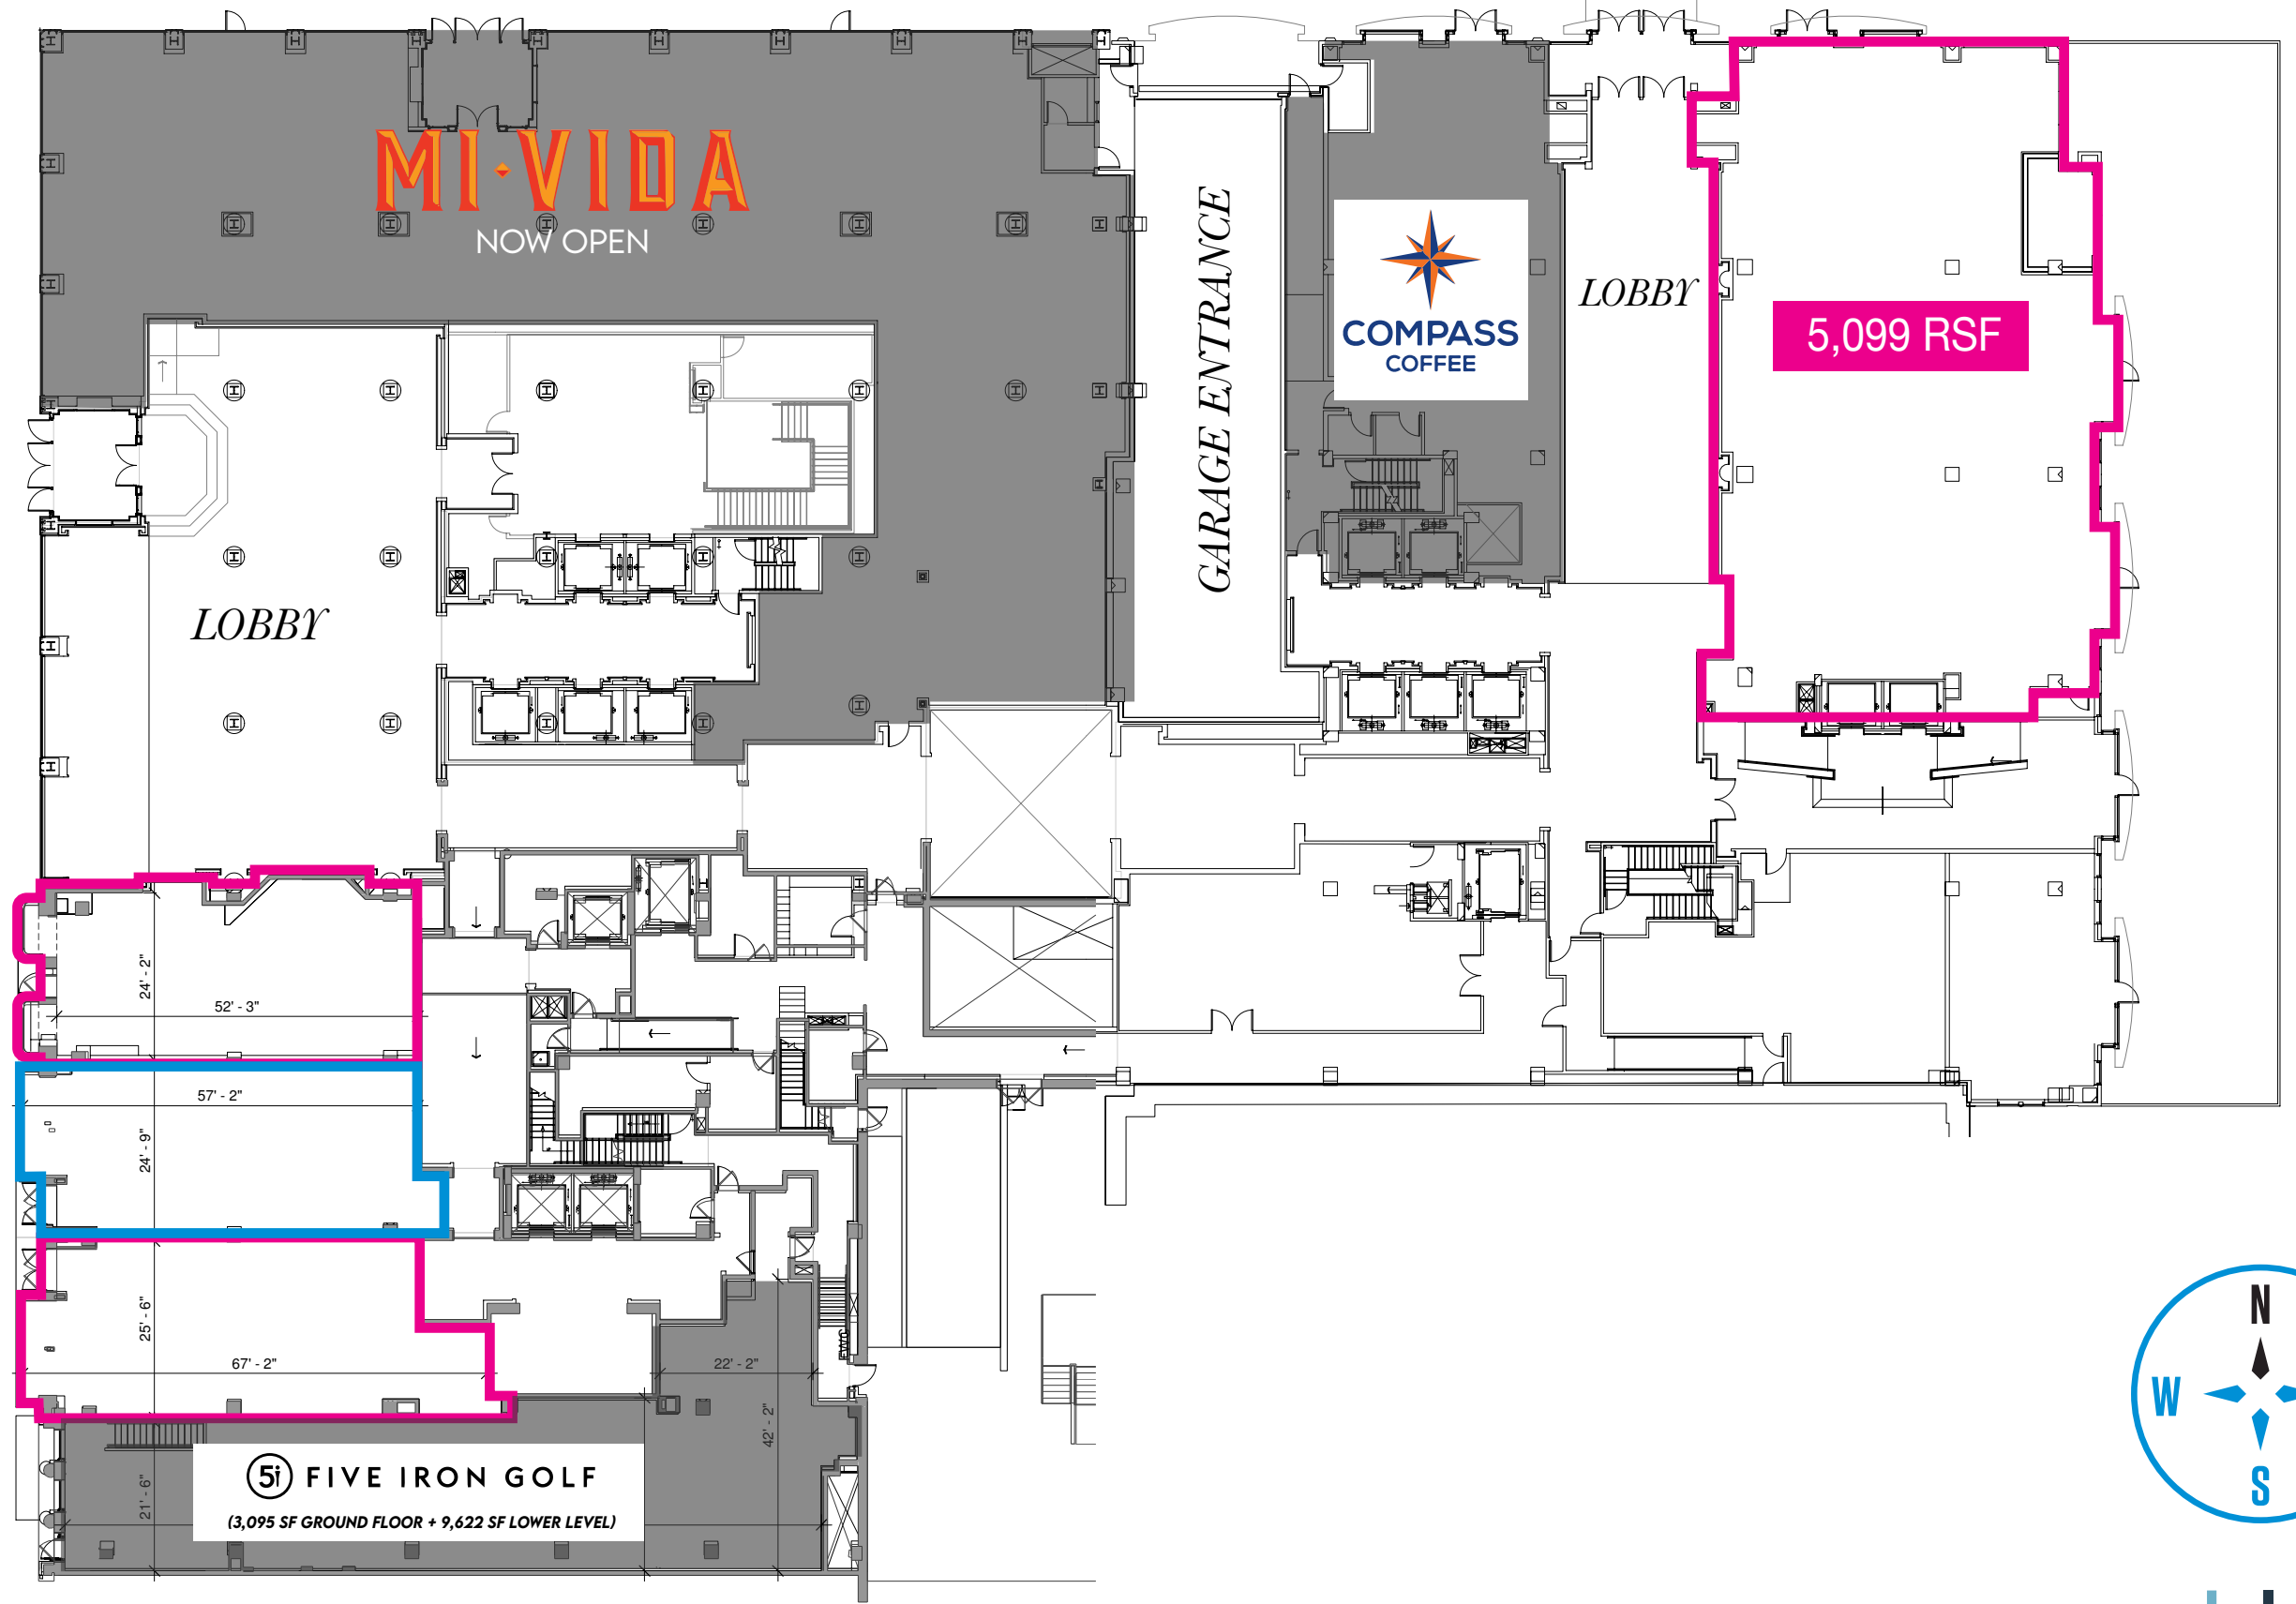 MI·VIDA
NOW OPEN
GARAGE ENTRANCE
COMPASS
COFFEE
LOBBY
5,099 RSF
LOBBY
24' - 2"
52' - 3"
57' - 2"
24' - 9"
25' - 6"
67' - 2"
22' - 2"
42' - 2"
21' - 6"
5i FIVE IRON GOLF
(3,095 SF GROUND FLOOR + 9,622 SF LOWER LEVEL)
N
W
S